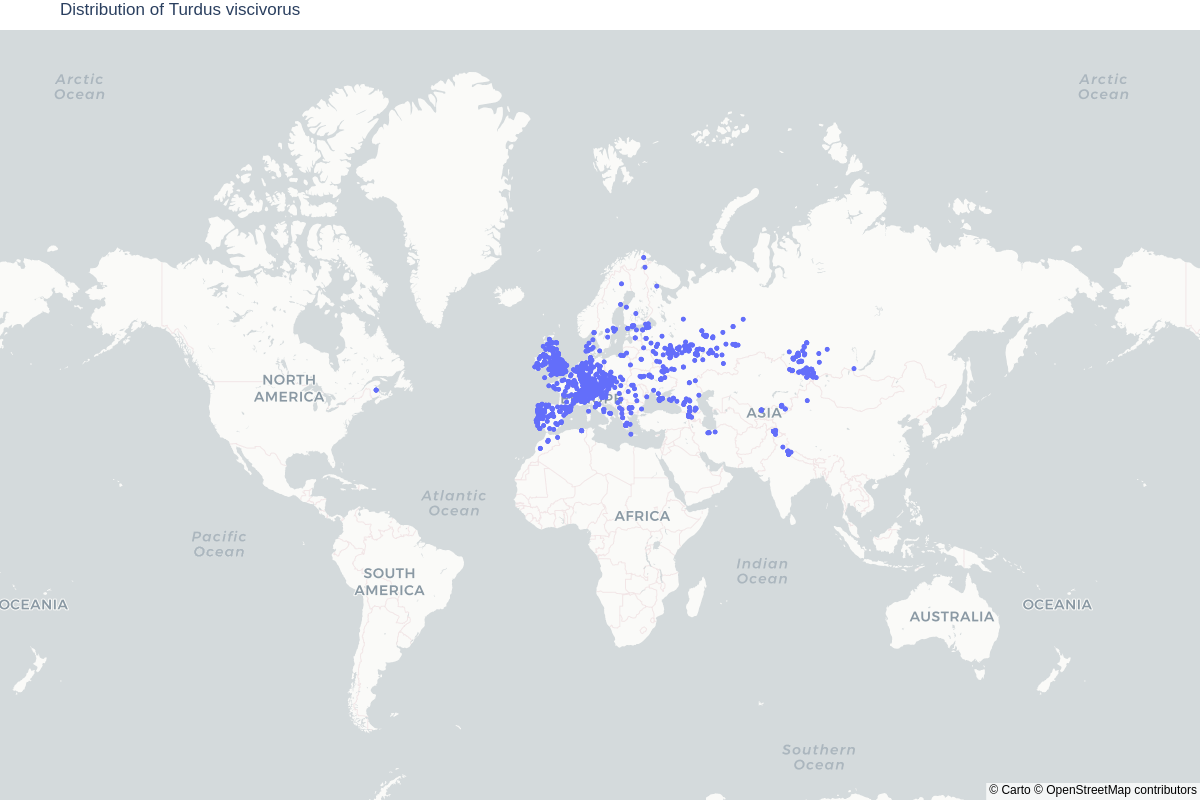 Distribution of Turdus viscivorus
Arctic
Ocean
Arctic
Ocean
NORTH
AMERICA
ASIA
Atlantic
Ocean
AFRICA
Pacific
Ocean
Indian
Ocean
SOUTH
AMERICA
OCEANIA
AUSTRALIA
OCEANIA
Southern
Ocean
© Carto © OpenStreetMap contributors